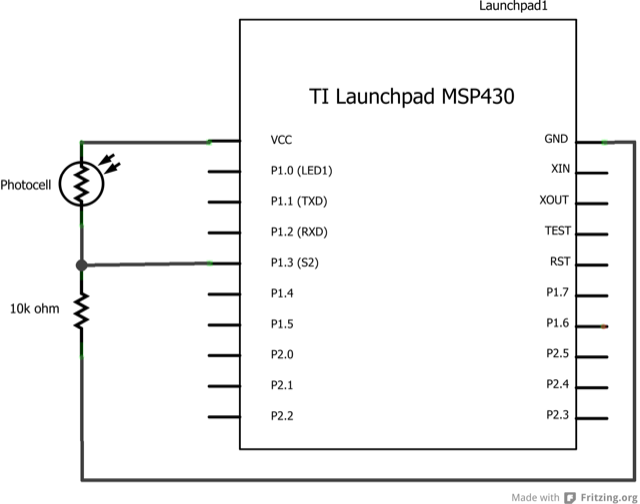 Launchpad1
TI Launchpad MSP430
VCC
GND
P1.0 (LED1)
XIN
Photocell
P1.1 (TXD)
XOUT
P1.2 (RXD)
TEST
P1.3 (S2)
RST
P1.4
P1.7
10k ohm
P1.5
P1.6
P2.0
P2.5
P2.1
P2.4
P2.2
P2.3
Made with Fritzing.org